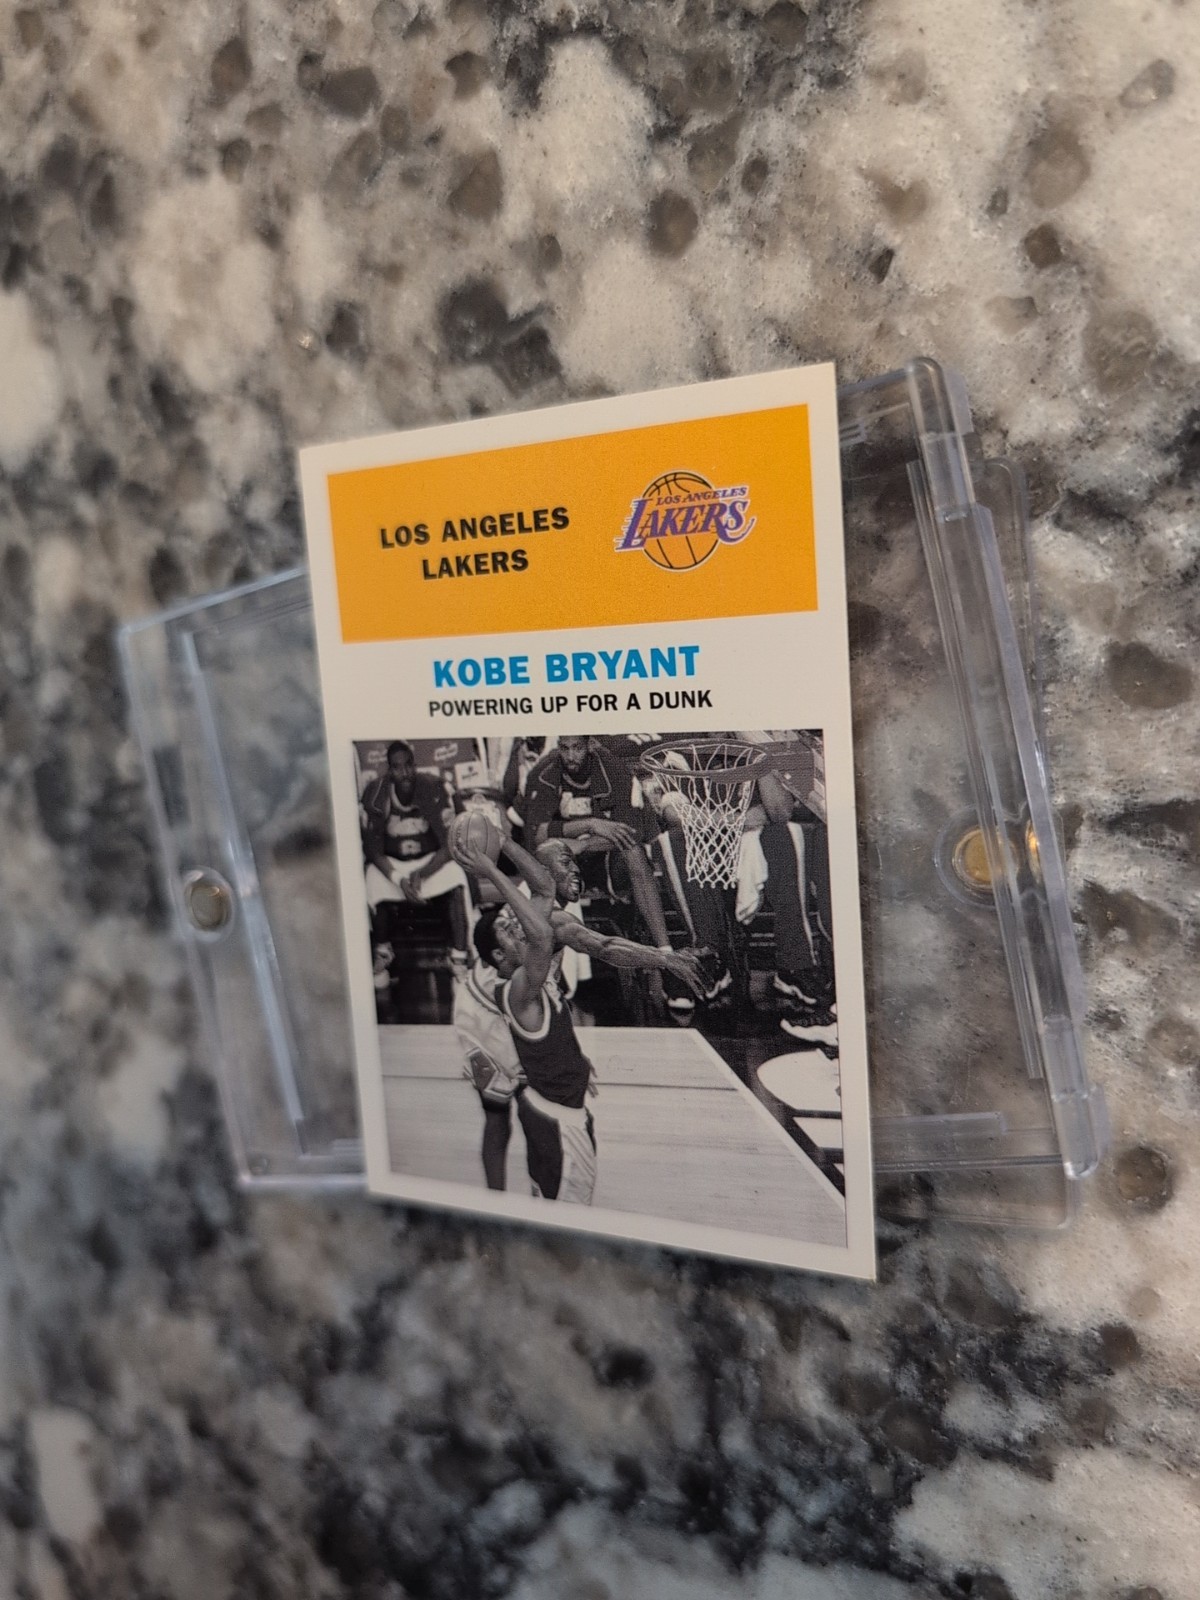 LOS ANGELES
LAKERS
LOS ANGELES
LAKERS
KOBE BRYANT
POWERING UP FOR A DUNK